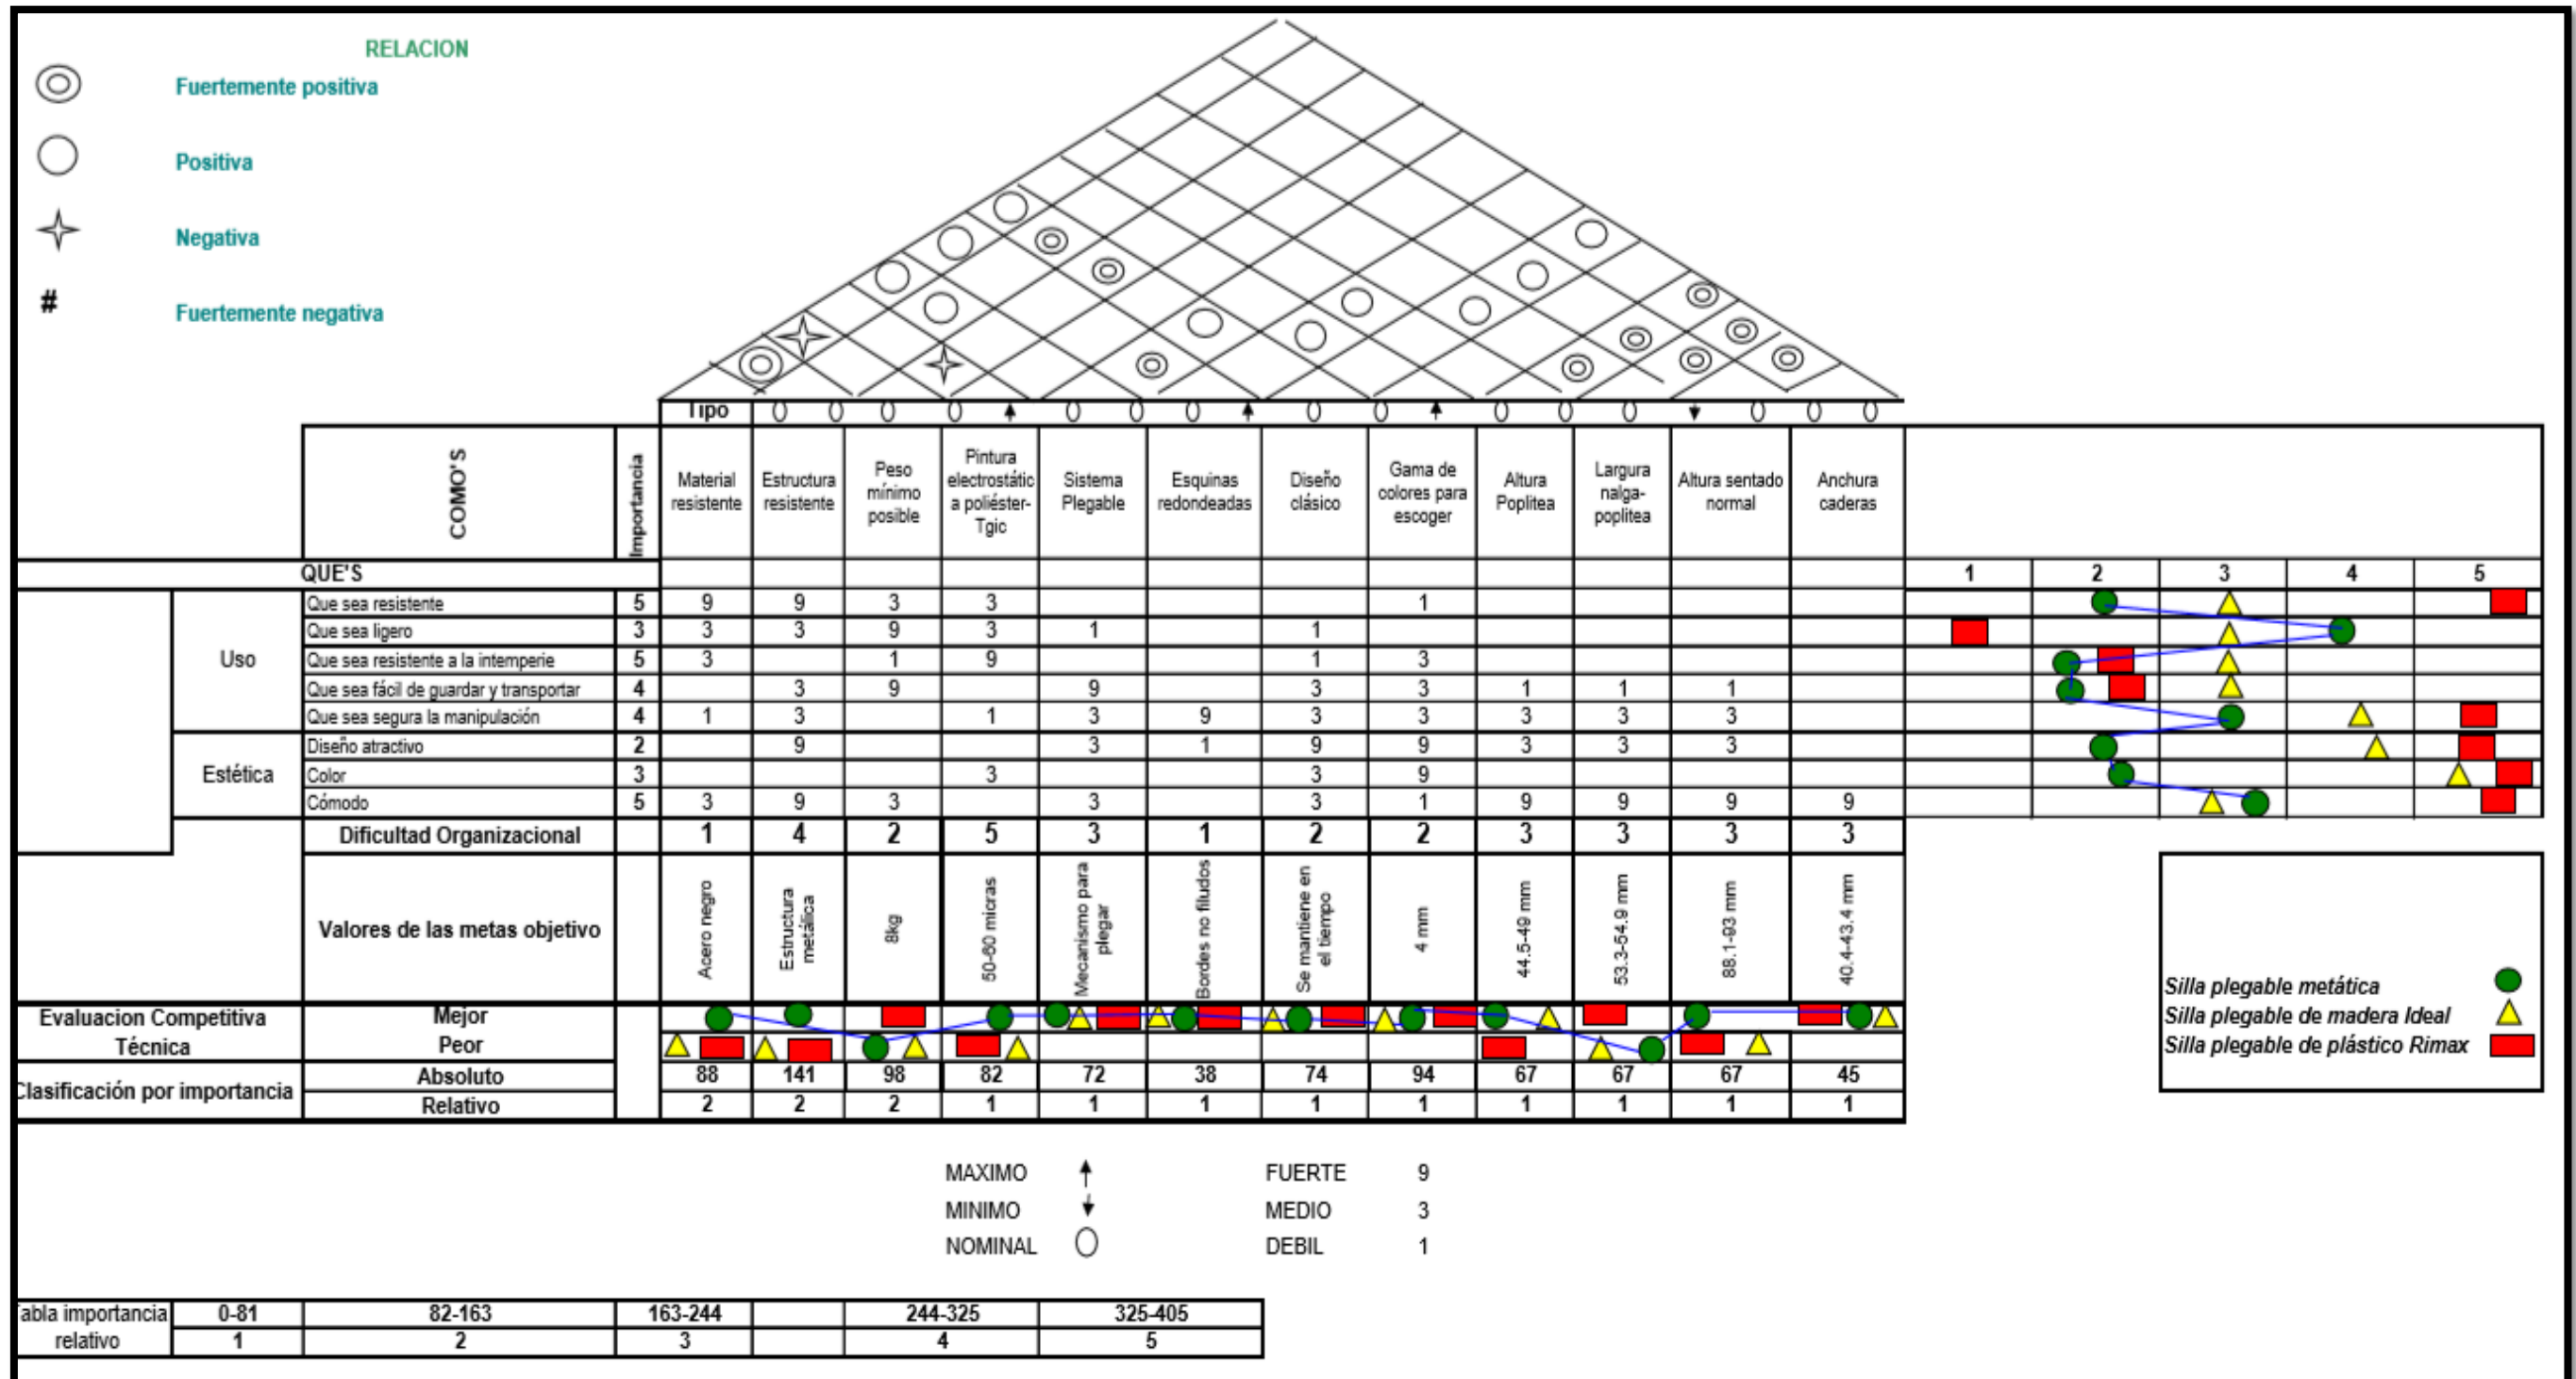 RELACION
Fuertemente positiva
Positiva
Negativa
#
Fuertemente negativa
Tipo
COMO'S
Importancia
Material resistente
Estructura resistente
Peso mínimo posible
Pintura electrostátic a poliéster-Tgic
Sistema Plegable
Esquinas redondeadas
Diseño clásico
Gama de colores para escoger
Altura Poplitea
Largura nalga-poplitea
Altura sentado normal
Anchura caderas
QUE'S
1 2 3 4 5
Uso
Que sea resistente 5 9 9 3 3 1
Que sea ligero 3 3 3 9 3 1 1
Que sea resistente a la intemperie 5 3 1 9 1 3
Que sea fácil de guardar y transportar 4 3 9 9 3 3 1 1 1
Que sea segura la manipulación 4 1 3 1 3 9 3 3 3 3 3
Estética
Diseño atractivo 2 9 3 1 9 9 3 3 3
Color 3 3 3 9
Cómodo 5 3 9 3 3 3 1 9 9 9 9
Dificultad Organizacional 1 4 2 5 3 1 2 2 3 3 3 3
Valores de las metas objetivo
Acero negro
Estructura metálica
8kg
50-60 micras
Mecanismo para plegar
Bordes no filudos
Se mantiene en el tiempo
4 mm
44.5-49 mm
53.3-54.9 mm
88.1-93 mm
40.4-43.4 mm
Silla plegable metática
Silla plegable de madera Ideal
Silla plegable de plástico Rimax
Evaluacion Competitiva Técnica
Mejor
Peor
Clasificación por importancia
Absoluto 88 141 98 82 72 38 74 94 67 67 67 45
Relativo 2 2 2 1 1 1 1 1 1 1 1 1
MAXIMO FUERTE 9
MINIMO MEDIO 3
NOMINAL DEBIL 1
abla importancia 0-81 82-163 163-244 244-325 325-405
relativo 1 2 3 4 5